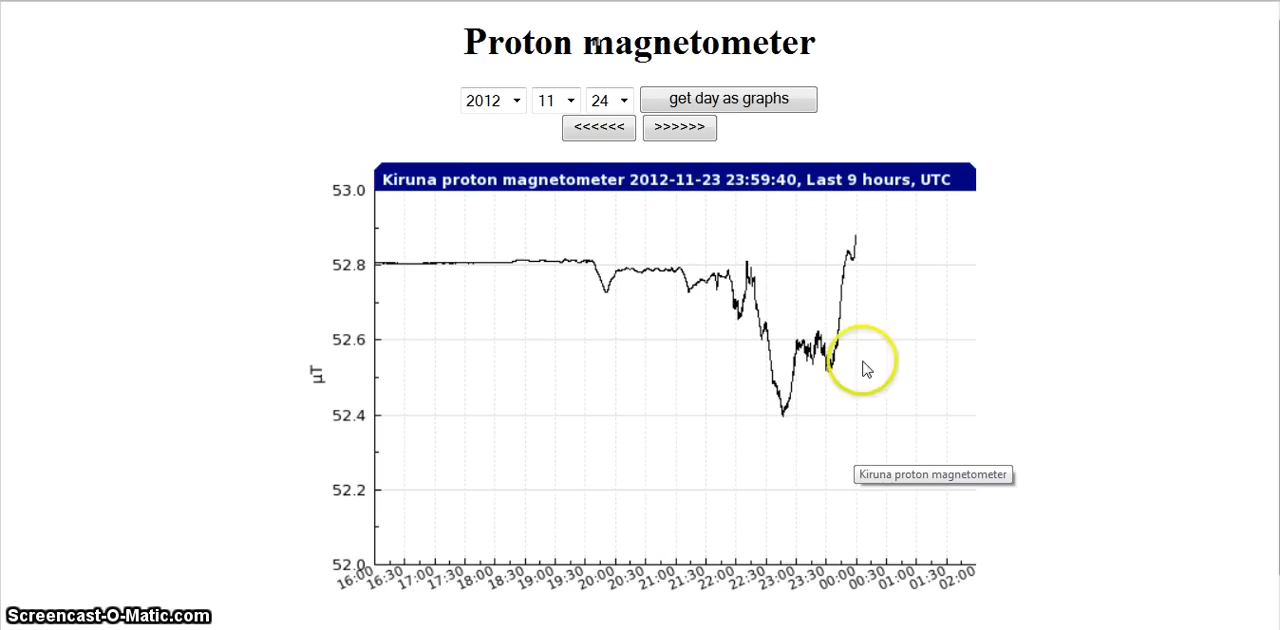 Proton magnetometer
2012 11 24 get day as graphs
<<<<<< >>>>>>
Kiruna proton magnetometer 2012-11-23 23:59:40, Last 9 hours, UTC
53.0
52.8
52.6
µT
52.4
Kiruna proton magnetometer
52.2
52.0
16:00 16:30 17:00 17:30 18:00 18:30 19:00 19:30 20:00 20:30 21:00 21:30 22:00 22:30 23:00 23:30 00:00 00:30 01:00 01:30 02:00
Screencast-O-Matic.com